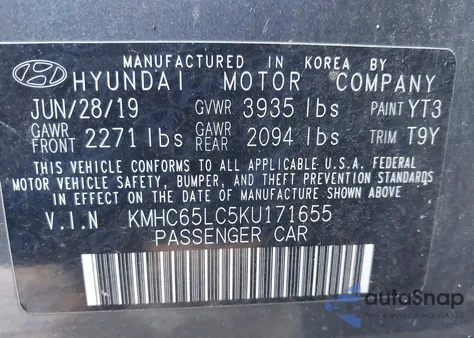 MANUFACTURED IN KOREA BY
HYUNDAI MOTOR COMPANY
JUN/28/19 GVWR 3935 lbs PAINT YT3
GAWR FRONT 2271 lbs GAWR REAR 2094 lbs TRIM T9Y
THIS VEHICLE CONFORMS TO ALL APPLICABLE U.S.A. FEDERAL
MOTOR VEHICLE SAFETY, BUMPER, AND THEFT PREVENTION STANDARDS
IN EFFECT ON THE DATE OF MANUFACTURE SHOWN ABOVE.
V.I.N KMHC65LC5KU171655
PASSENGER CAR
autoSnap